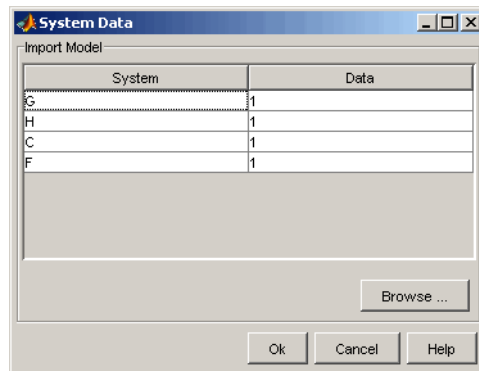 System Data
Import Model
System Data
G 1
H 1
C 1
F 1
Browse ...
Ok Cancel Help